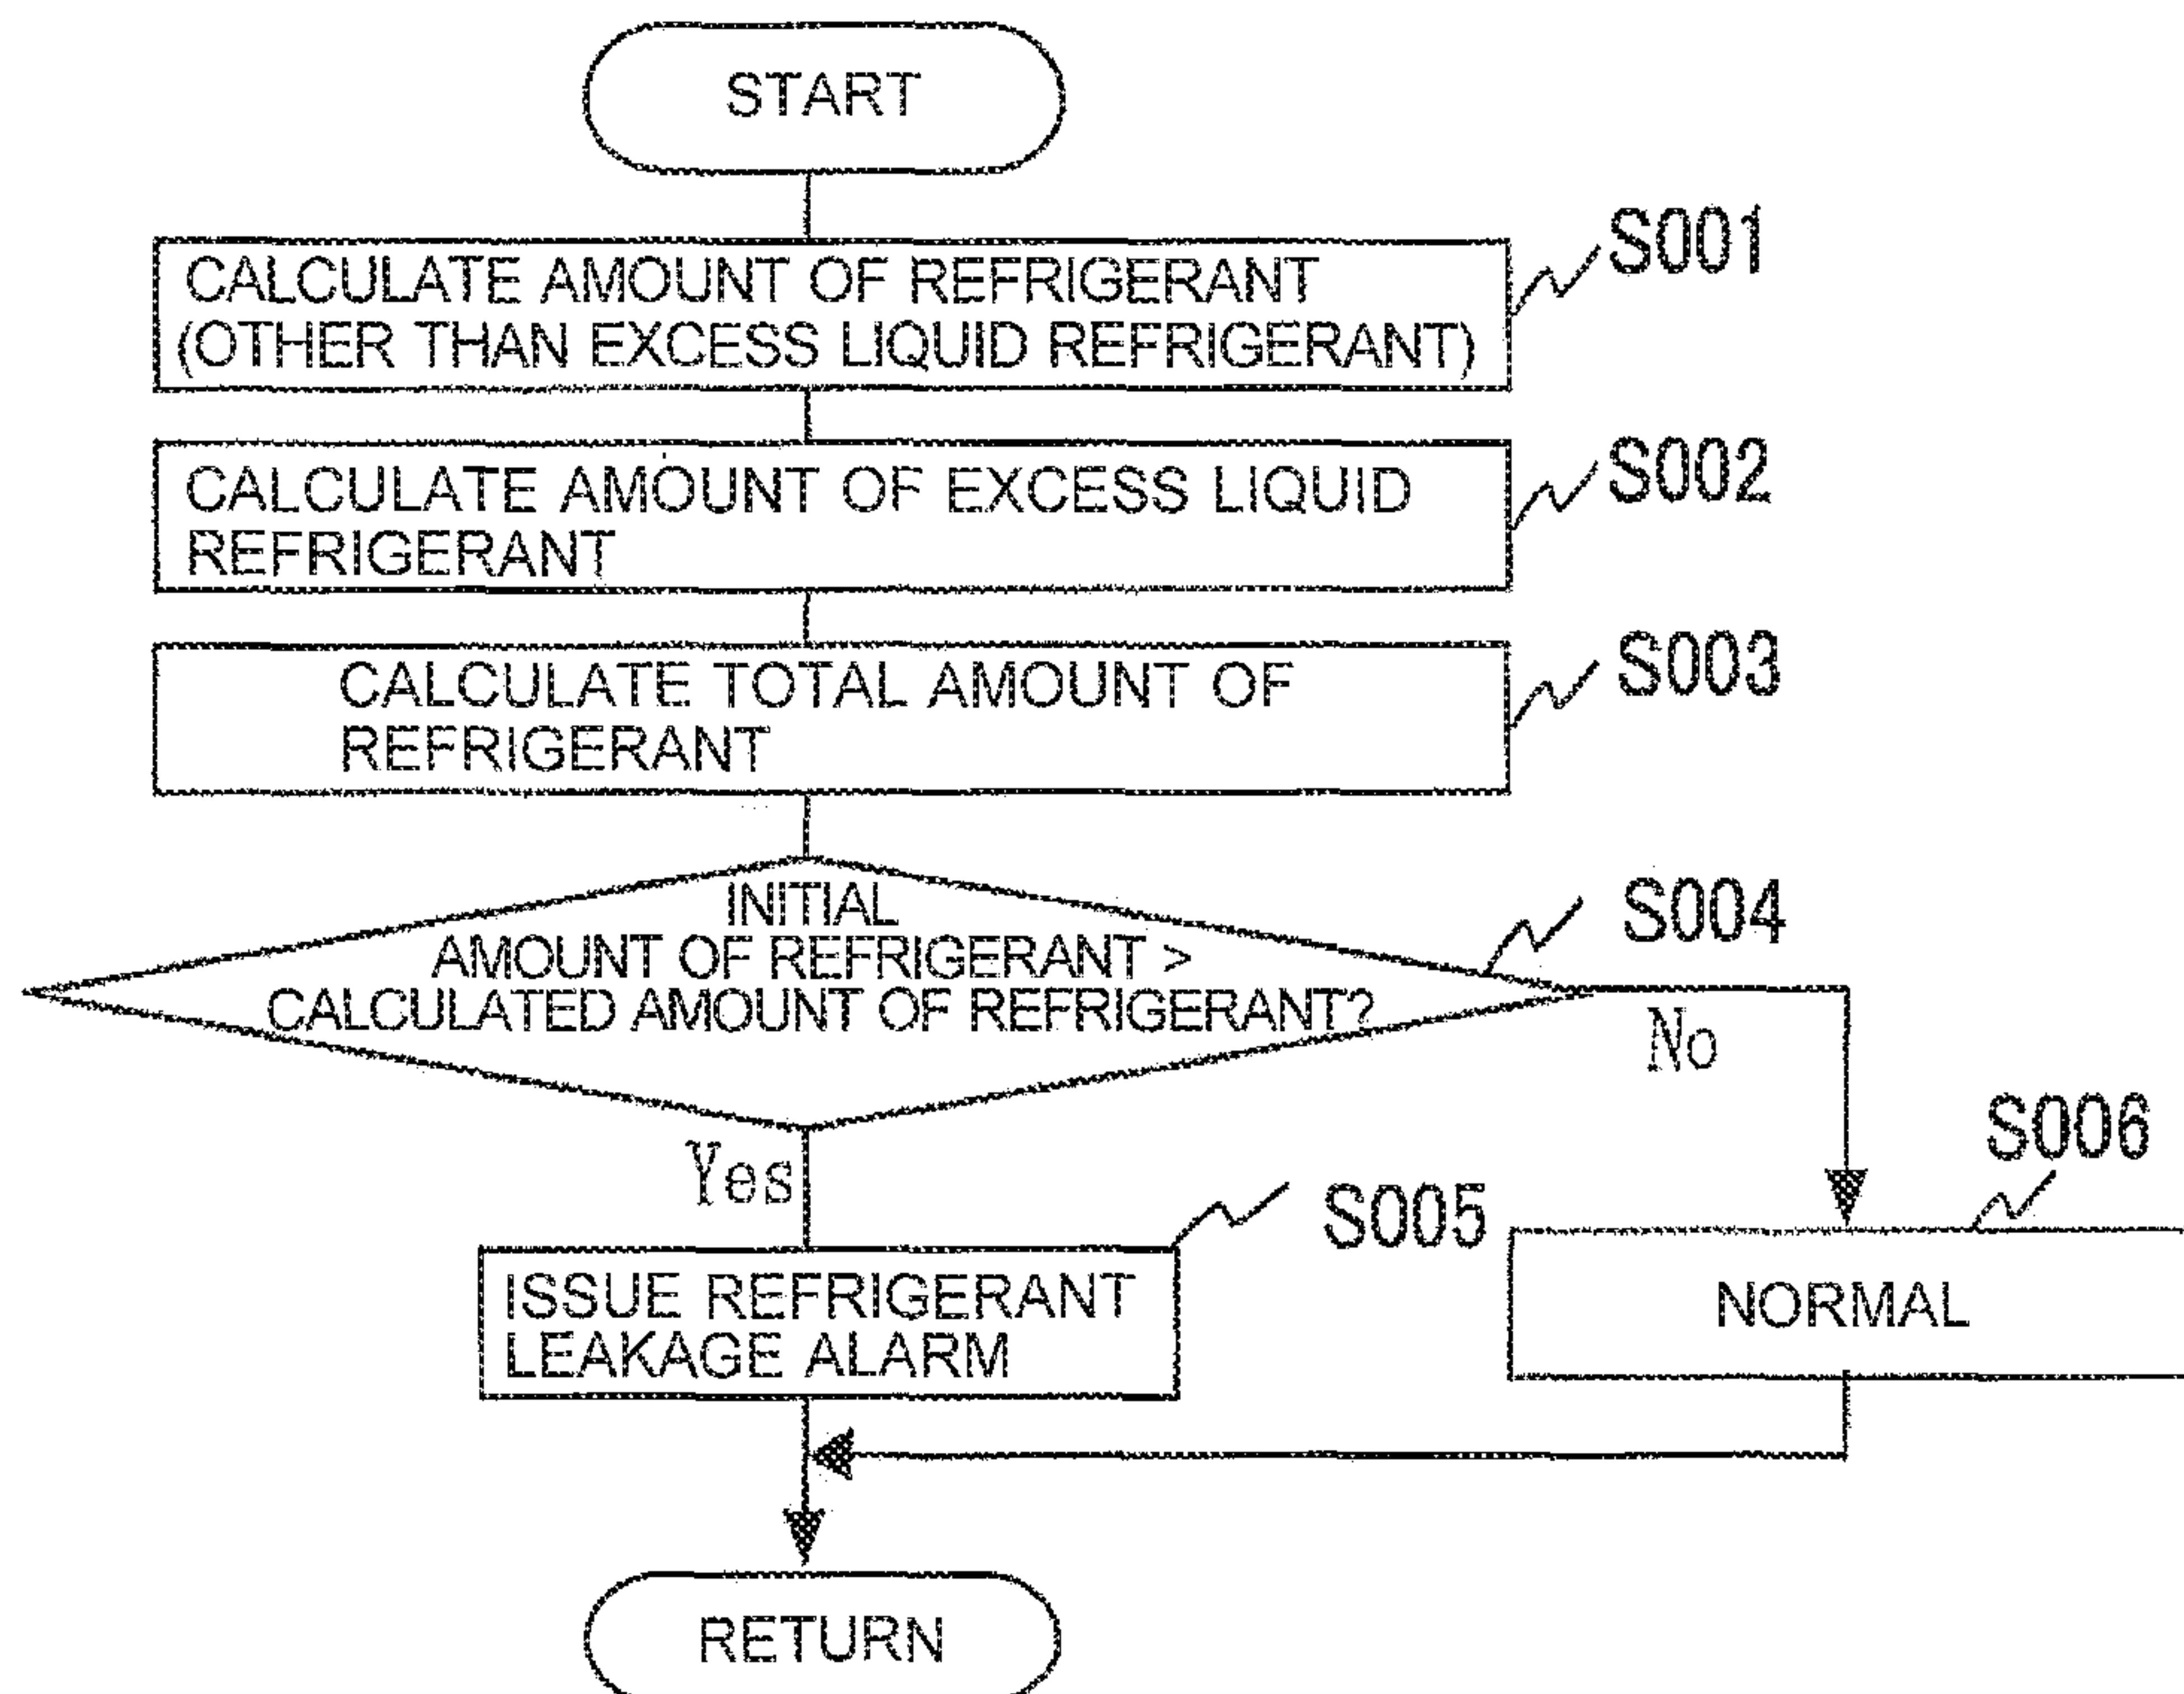 START
S001
CALCULATE AMOUNT OF REFRIGERANT
(OTHER THAN EXCESS LIQUID REFRIGERANT)
S002
CALCULATE AMOUNT OF EXCESS LIQUID
REFRIGERANT
S003
CALCULATE TOTAL AMOUNT OF
REFRIGERANT
S004
INITIAL
AMOUNT OF REFRIGERANT >
CALCULATED AMOUNT OF REFRIGERANT?
No
Yes
S006
S005
ISSUE REFRIGERANT
LEAKAGE ALARM
NORMAL
RETURN